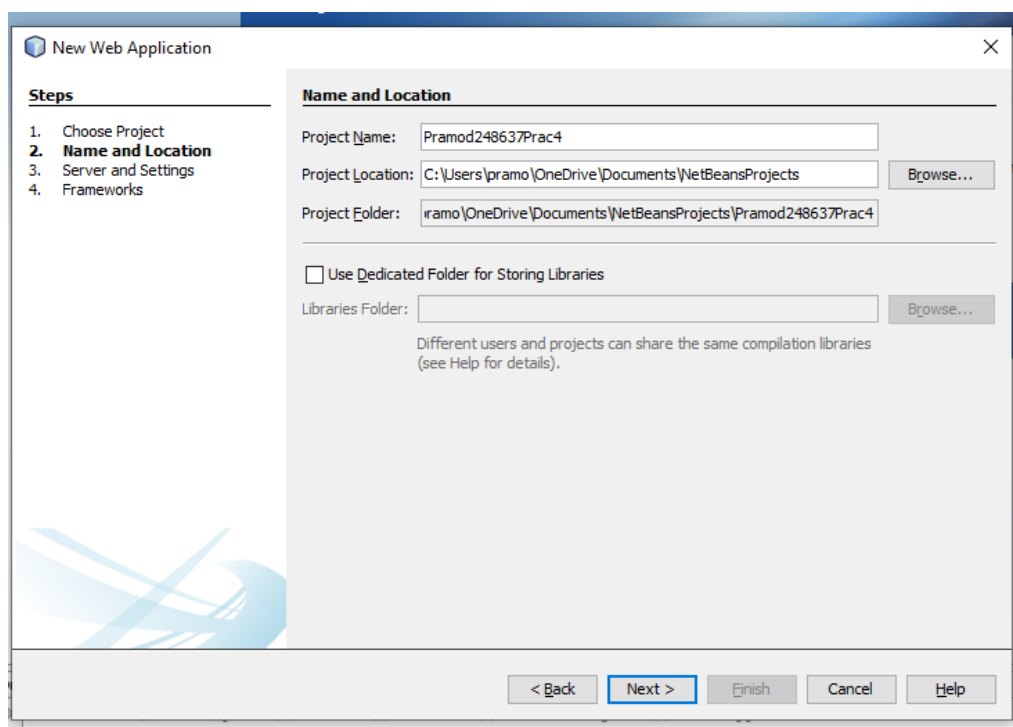 New Web Application
Steps
1. Choose Project
2. Name and Location
3. Server and Settings
4. Frameworks
Name and Location
Project Name: Pramod248637Prac4
Project Location: C:\Users\pramo\OneDrive\Documents\NetBeansProjects Browse...
Project Folder: ramo\OneDrive\Documents\NetBeansProjects\Pramod248637Prac4
Use Dedicated Folder for Storing Libraries
Libraries Folder: Browse...
Different users and projects can share the same compilation libraries
(see Help for details).
< Back Next > Finish Cancel Help